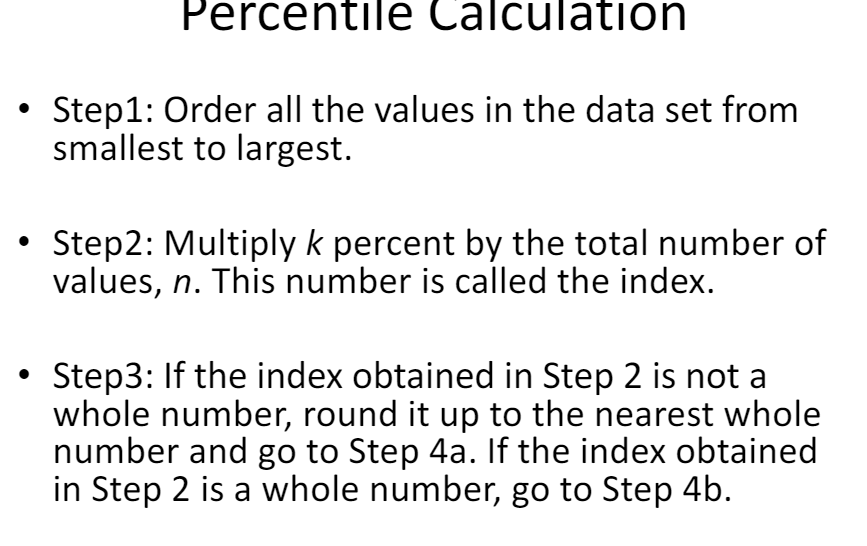 Percentile Calculation
• Step1: Order all the values in the data set from
smallest to largest.
• Step2: Multiply k percent by the total number of
values, n. This number is called the index.
• Step3: If the index obtained in Step 2 is not a
whole number, round it up to the nearest whole
number and go to Step 4a. If the index obtained
in Step 2 is a whole number, go to Step 4b.